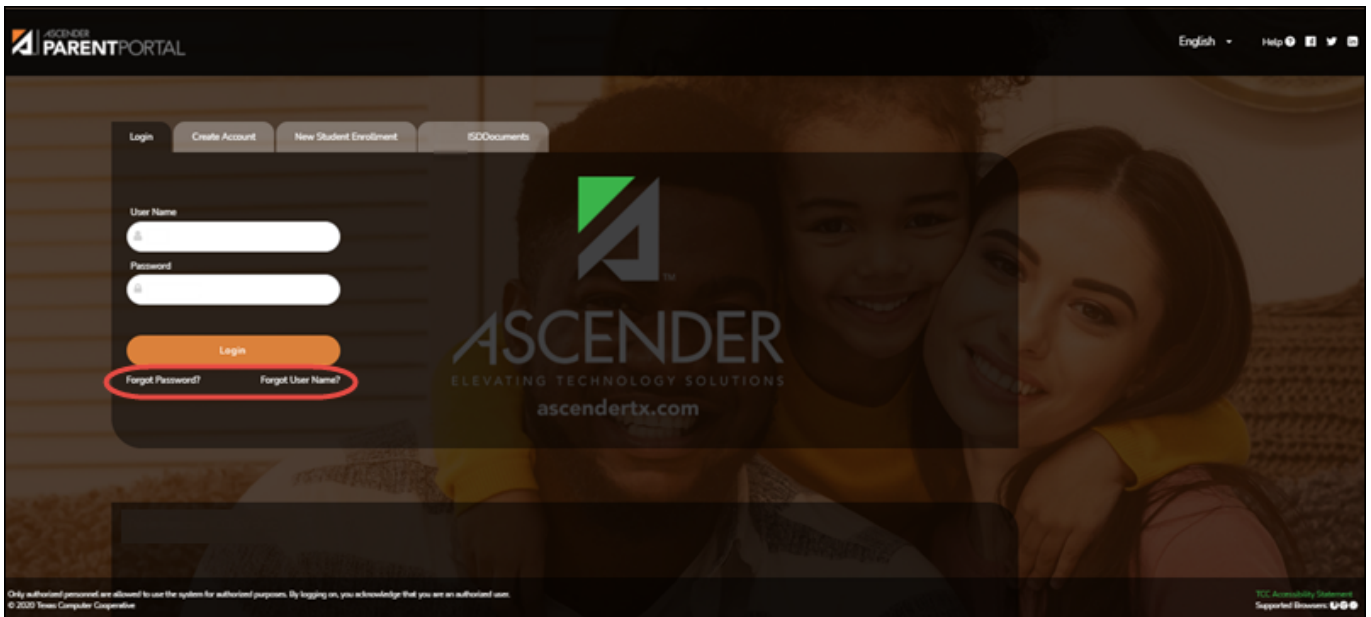 ASCENDER
PARENTPORTAL
English
Help
Login
Create Account
New Student Enrollment
ISDDocuments
User Name
Password
Login
Forgot Password?
Forgot User Name?
ASCENDER
ELEVATING TECHNOLOGY SOLUTIONS
ascendertx.com
TM
Only authorized personnel are allowed to use the system for authorized purposes. By logging on, you acknowledge that you are an authorized user.
© 2020 Texas Computer Cooperative
TCC Accessibility Statement
Supported Browsers: